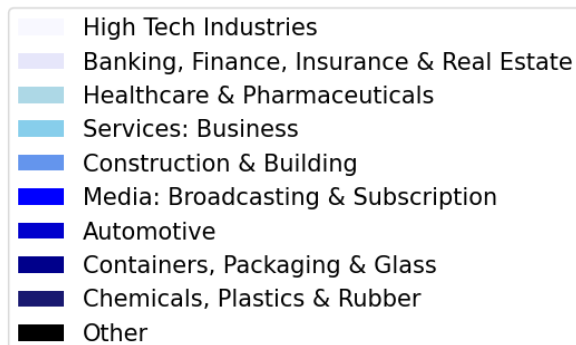 High Tech Industries
Banking, Finance, Insurance & Real Estate
Healthcare & Pharmaceuticals
Services: Business
Construction & Building
Media: Broadcasting & Subscription
Automotive
Containers, Packaging & Glass
Chemicals, Plastics & Rubber
Other